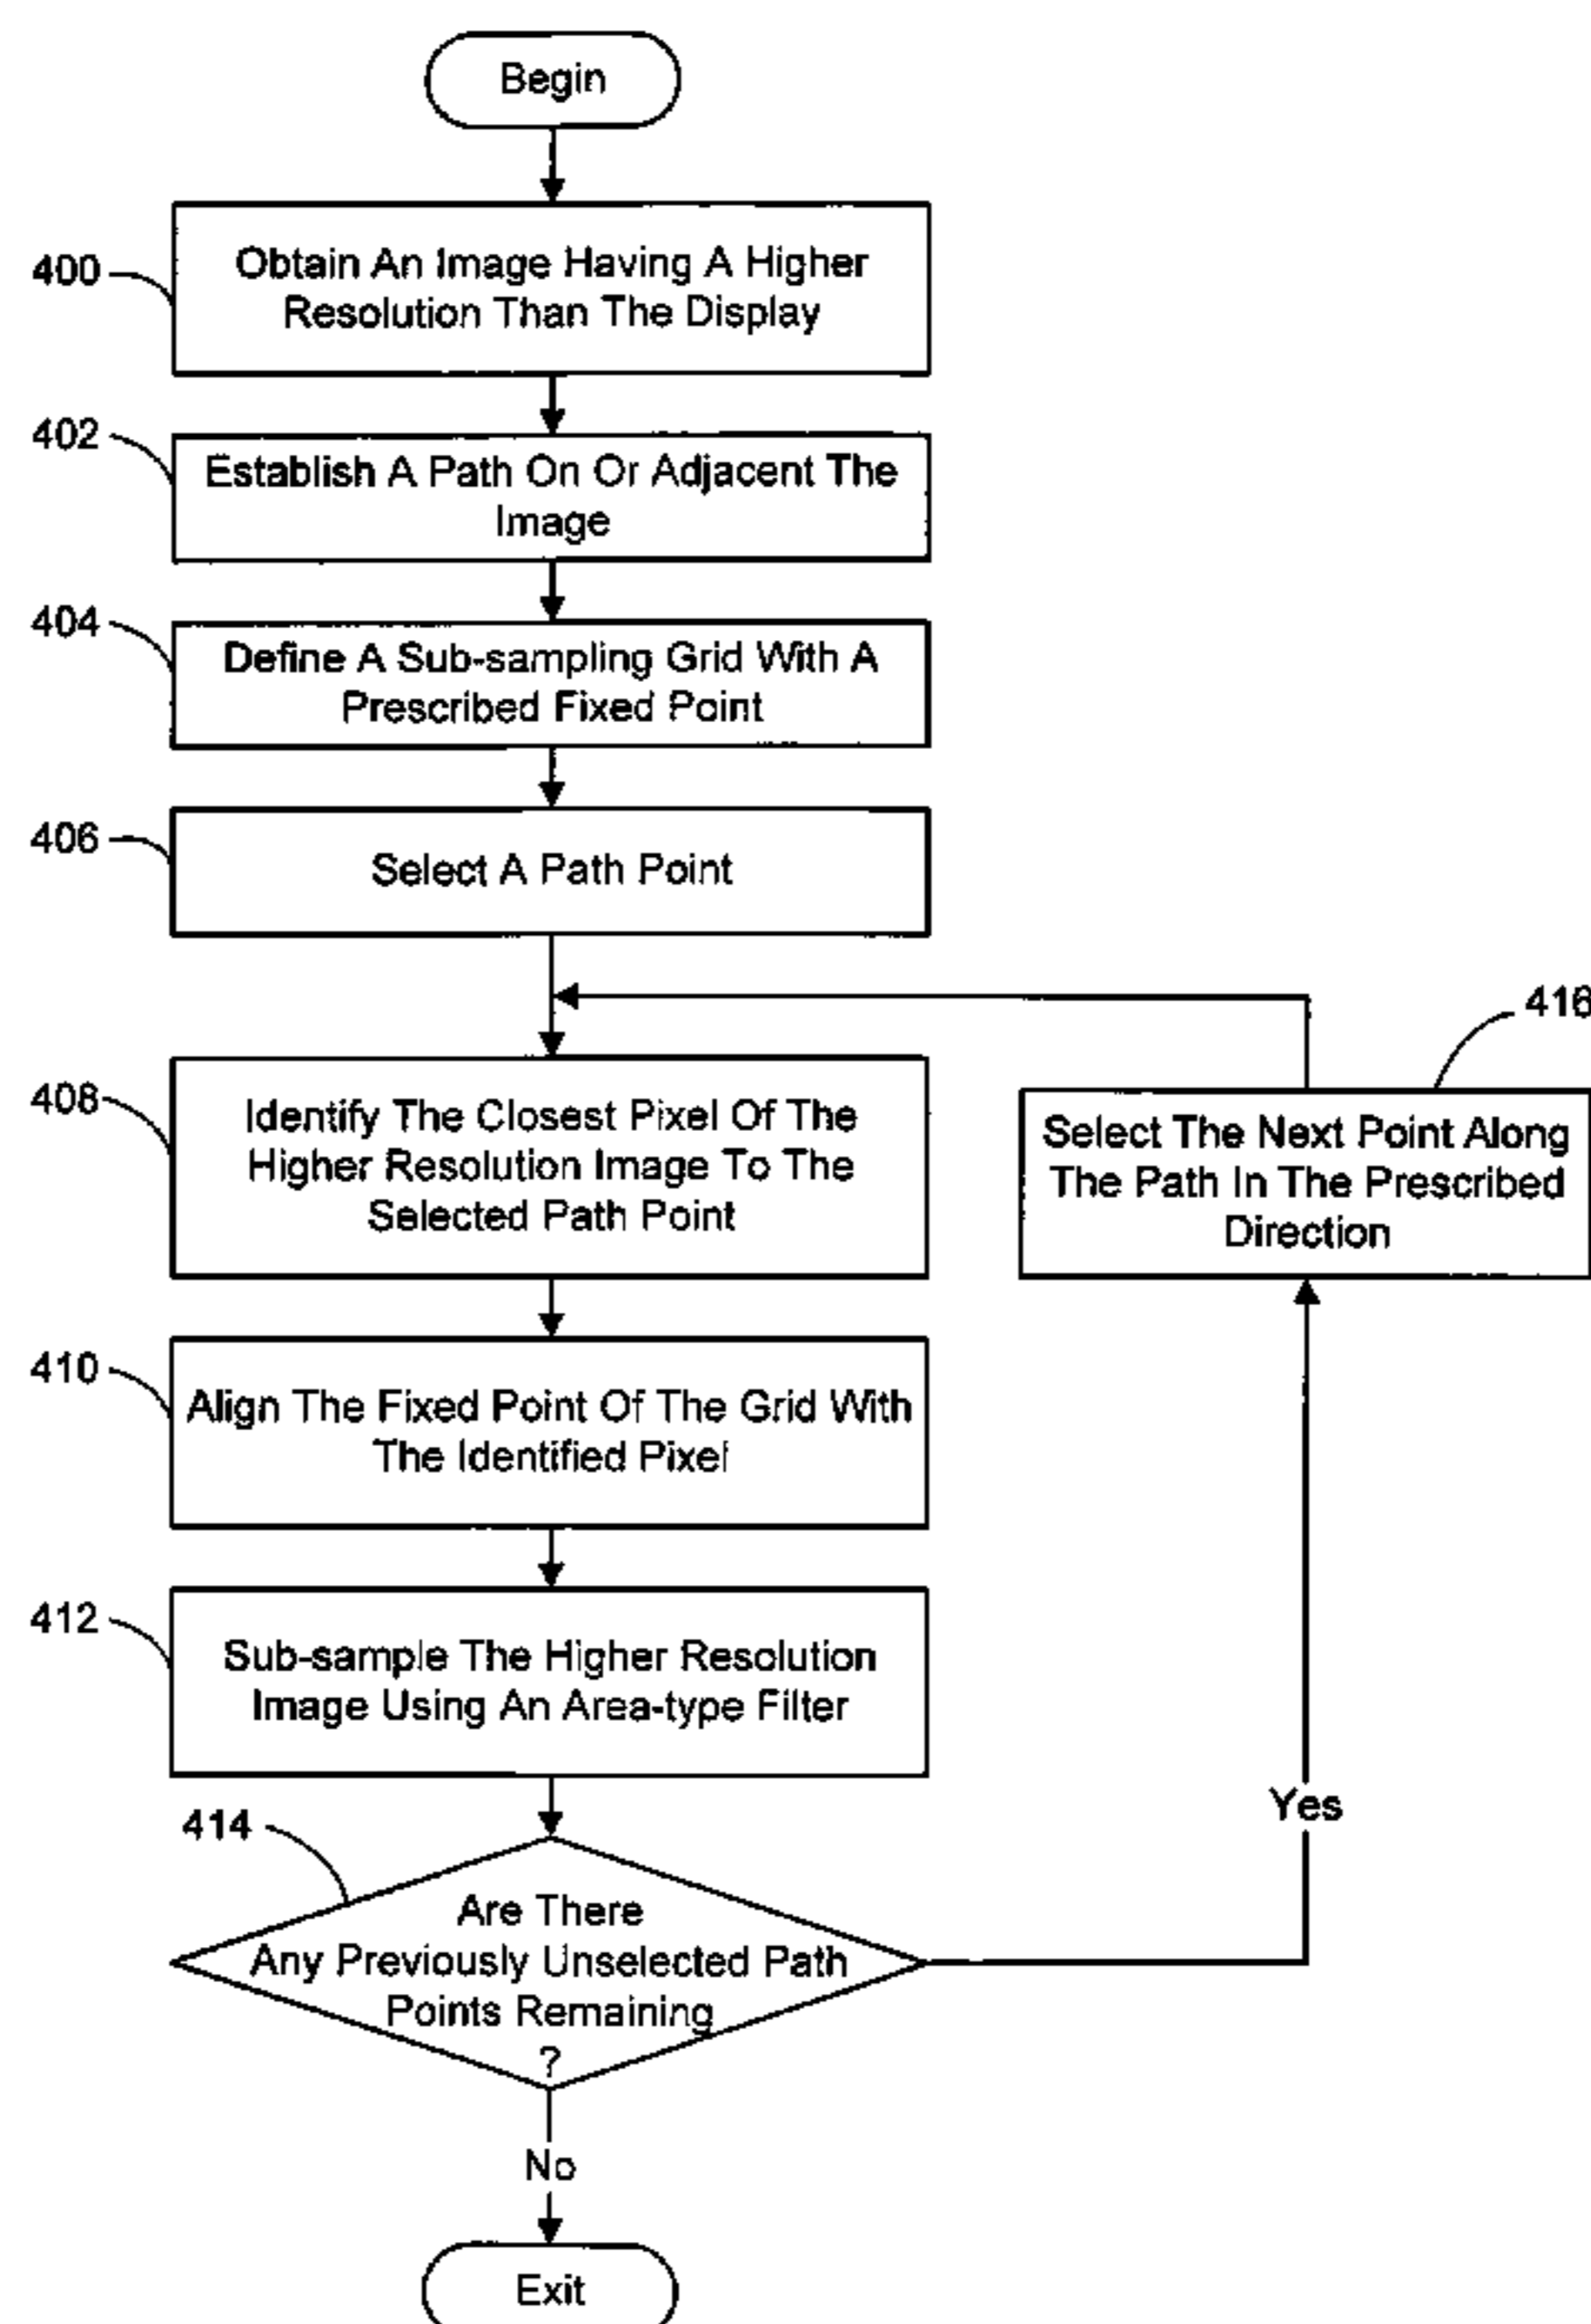 Begin
400
Obtain An Image Having A Higher
Resolution Than The Display
402
Establish A Path On Or Adjacent The
Image
404
Define A Sub-sampling Grid With A
Prescribed Fixed Point
406
Select A Path Point
416
408
Identify The Closest Pixel Of The
Higher Resolution Image To The
Selected Path Point
Select The Next Point Along
The Path In The Prescribed
Direction
410
Align The Fixed Point Of The Grid With
The Identified Pixel
412
Sub-sample The Higher Resolution
Image Using An Area-type Filter
Yes
414
Are There
Any Previously Unselected Path
Points Remaining
?
No
Exit